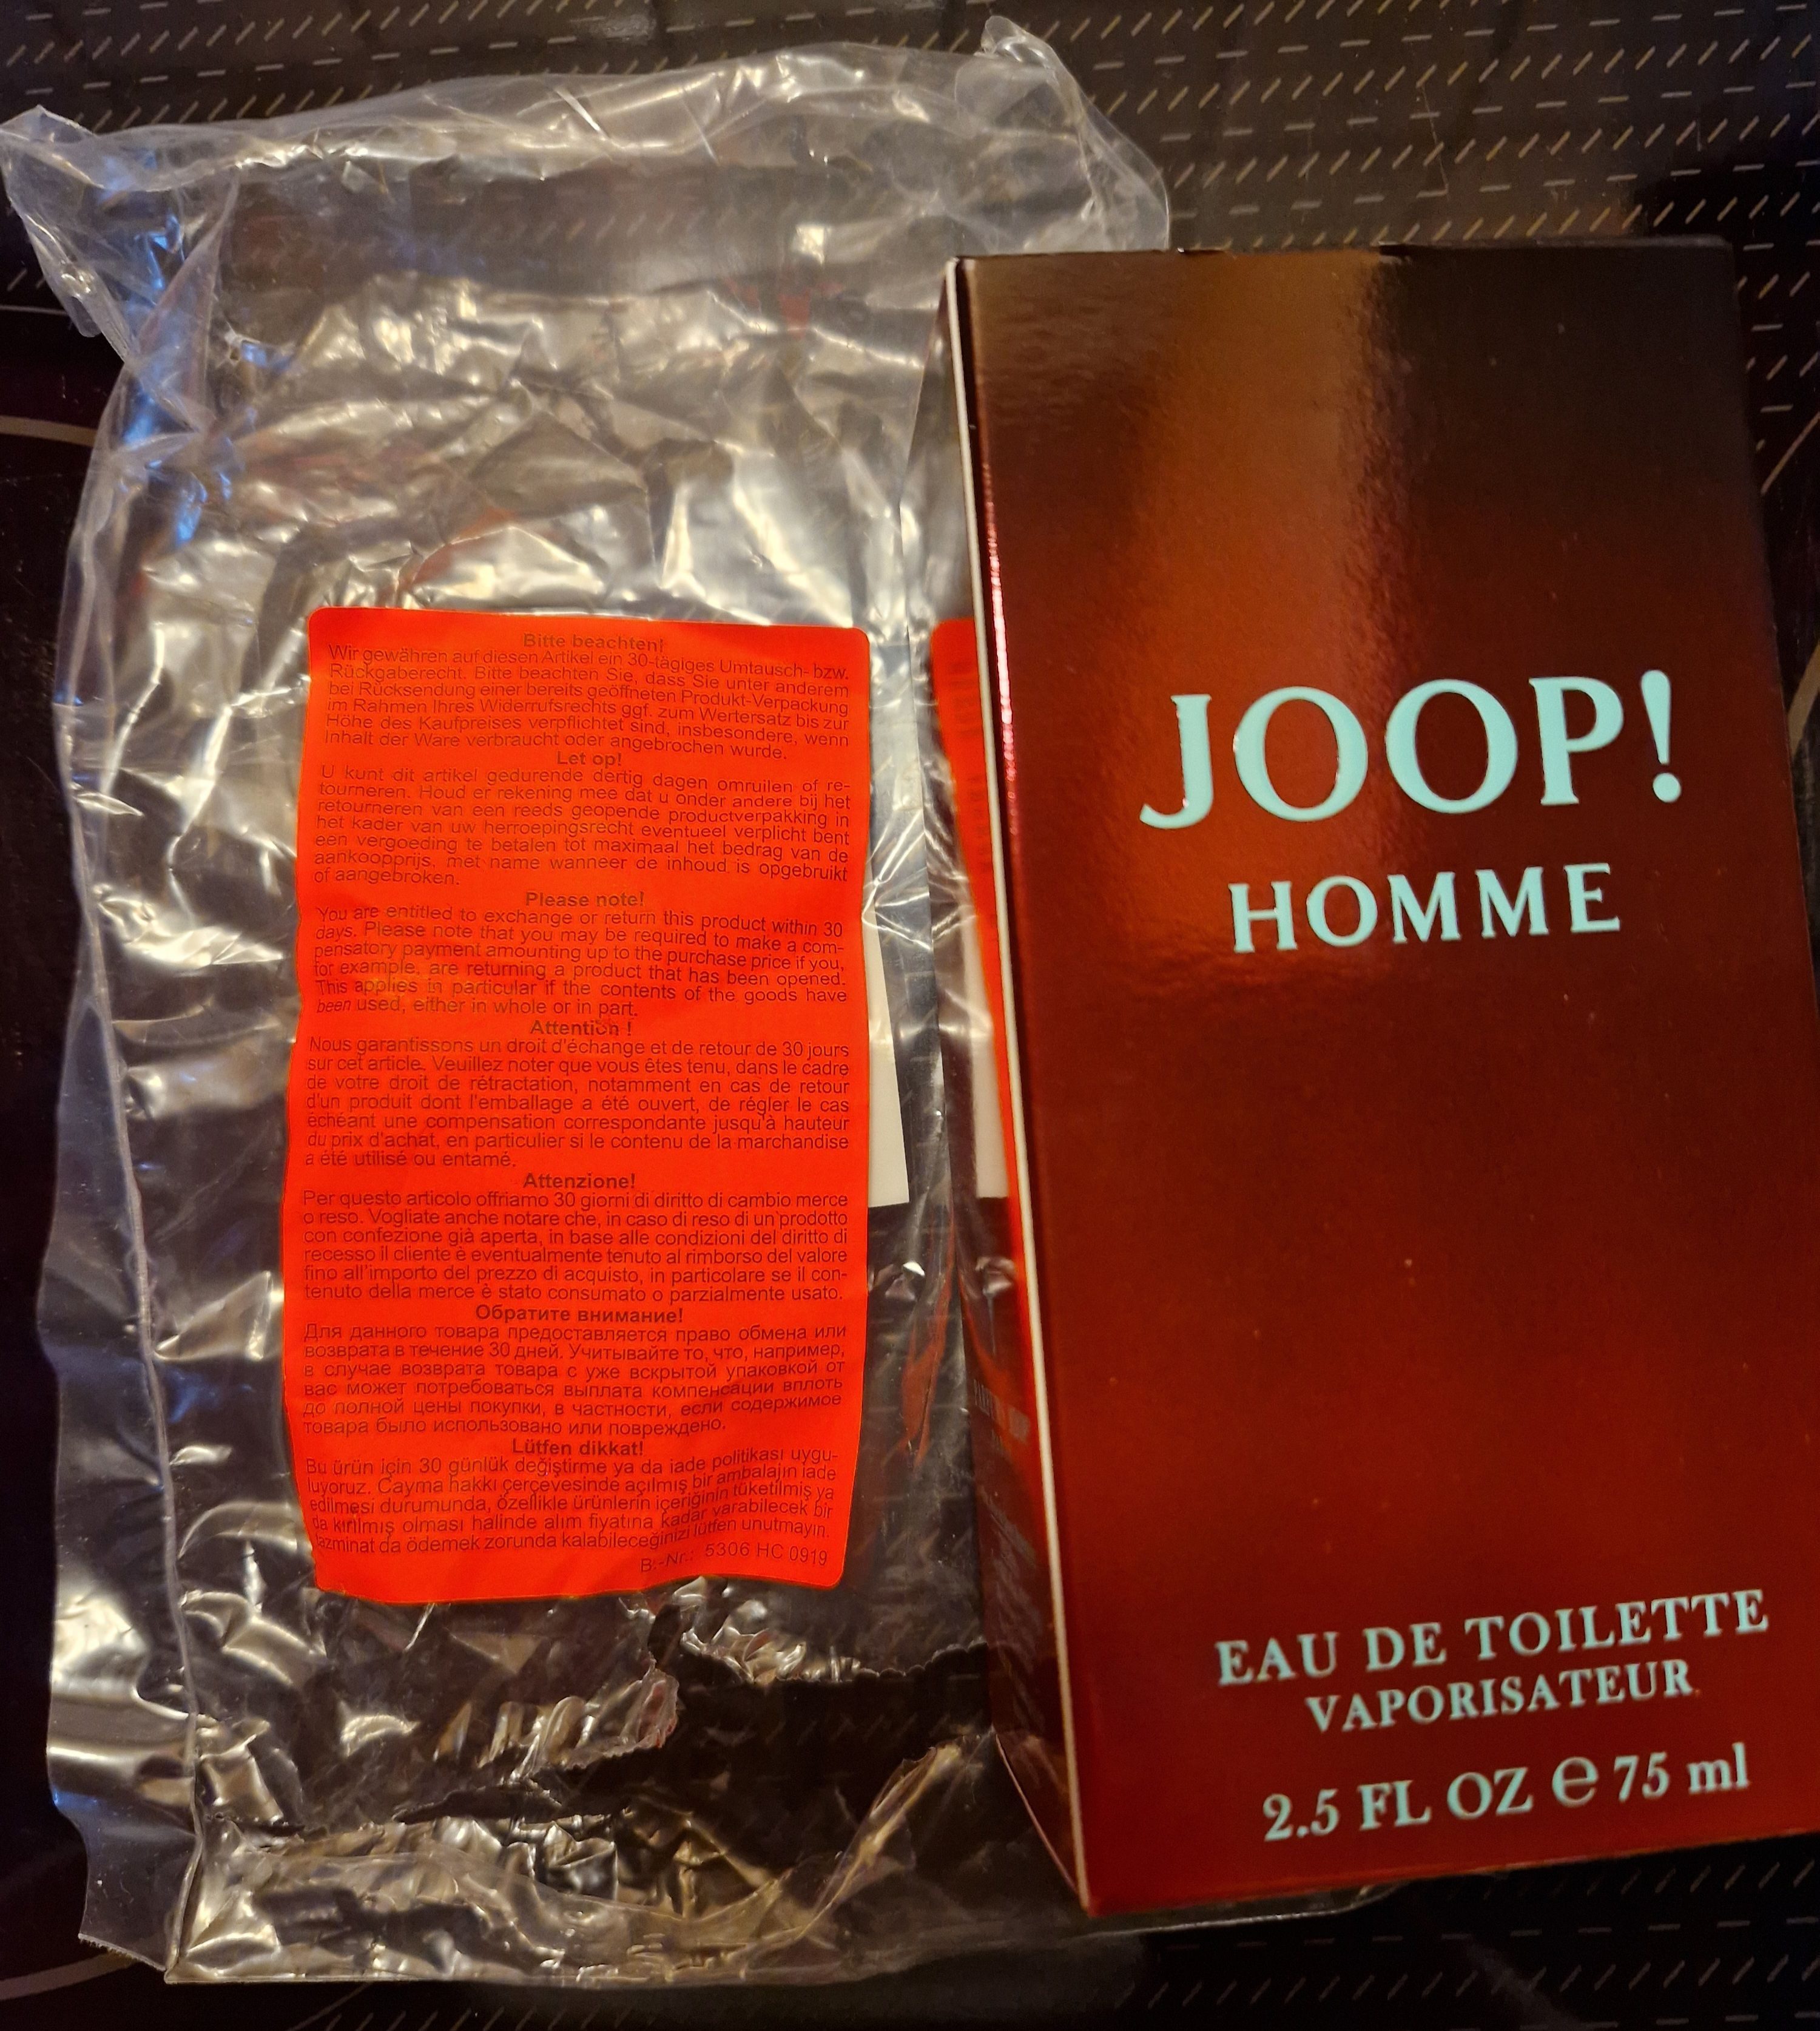 Bitte beachten!
Wir gewähren auf diesen Artikel ein 30-tägiges Umtausch- bzw.
Rückgaberecht. Bitte beachten Sie, dass Sie unter anderem
bei Rücksendung einer bereits geöffneten Produkt-Verpackung
im Rahmen Ihres Widerrufsrechts ggf. zum Wertersatz bis zur
Höhe des Kaufpreises verpflichtet sind, insbesondere, wenn
Inhalt der Ware verbraucht oder angebrochen wurde.
Let op!
U kunt dit artikel gedurende dertig dagen omruilen of re-
tourneren. Houd er rekening mee dat u onder andere bij het
retourneren van een reeds geopende productverpakking in
het kader van uw herroepingsrecht eventueel verplicht bent
een vergoeding te betalen tot maximaal het bedrag van de
aankoopprijs, met name wanneer de inhoud is opgebruikt
of aangebroken.
Please note!
You are entitled to exchange or return this product within 30
days. Please note that you may be required to make a com-
pensatory payment amounting up to the purchase price if you,
for example, are returning a product that has been opened.
This applies in particular if the contents of the goods have
been used, either in whole or in part.
Attention !
Nous garantissons un droit d'échange et de retour de 30 jours
sur cet article. Veuillez noter que vous êtes tenu, dans le cadre
de votre droit de rétractation, notamment en cas de retour
d'un produit dont l'emballage a été ouvert, de régler le cas
échéant une compensation correspondante jusqu'à hauteur
du prix d'achat, en particulier si le contenu de la marchandise
a été utilisé ou entamé.
Attenzione!
Per questo articolo offriamo 30 giorni di diritto di cambio merce
o reso. Vogliate anche notare che, in caso di reso di un prodotto
con confezione già aperta, in base alle condizioni del diritto di
recesso il cliente è eventualmente tenuto al rimborso del valore
fino all'importo del prezzo di acquisto, in particolare se il con-
tenuto della merce è stato consumato o parzialmente usato.
Обратите внимание!
Для данного товара предоставляется право обмена или
возврата в течение 30 дней. Учитывайте то, что, например,
в случае возврата товара с уже вскрытой упаковкой от
вас может потребоваться выплата компенсации вплоть
до полной цены покупки, в частности, если содержимое
товара было использовано или повреждено.
Lütfen dikkat!
Bu ürün için 30 günlük değiştirme ya da iade politikası uygu-
luyoruz. Cayma hakkı çerçevesinde açılmış bir ambalajın iade
edilmesi durumunda, özellikle ürünlerin içeriğinin tüketilmiş ya
da kırılmış olması halinde alım fiyatına kadar varabilecek bir
tazminat da ödemek zorunda kalabileceğinizi lütfen unutmayın.
B.-Nr.: 5306 HC 0919
JOOP!
HOMME
EAU DE TOILETTE
VAPORISATEUR
2.5 FL OZ ℮ 75 ml